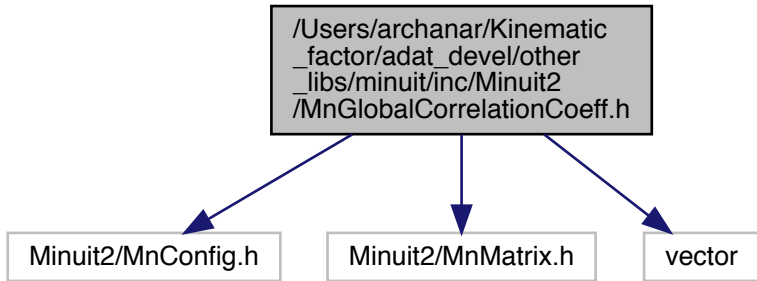 /Users/archanar/Kinematic
_factor/adat_devel/other
_libs/minuit/inc/Minuit2
/MnGlobalCorrelationCoeff.h
Minuit2/MnConfig.h
Minuit2/MnMatrix.h
vector